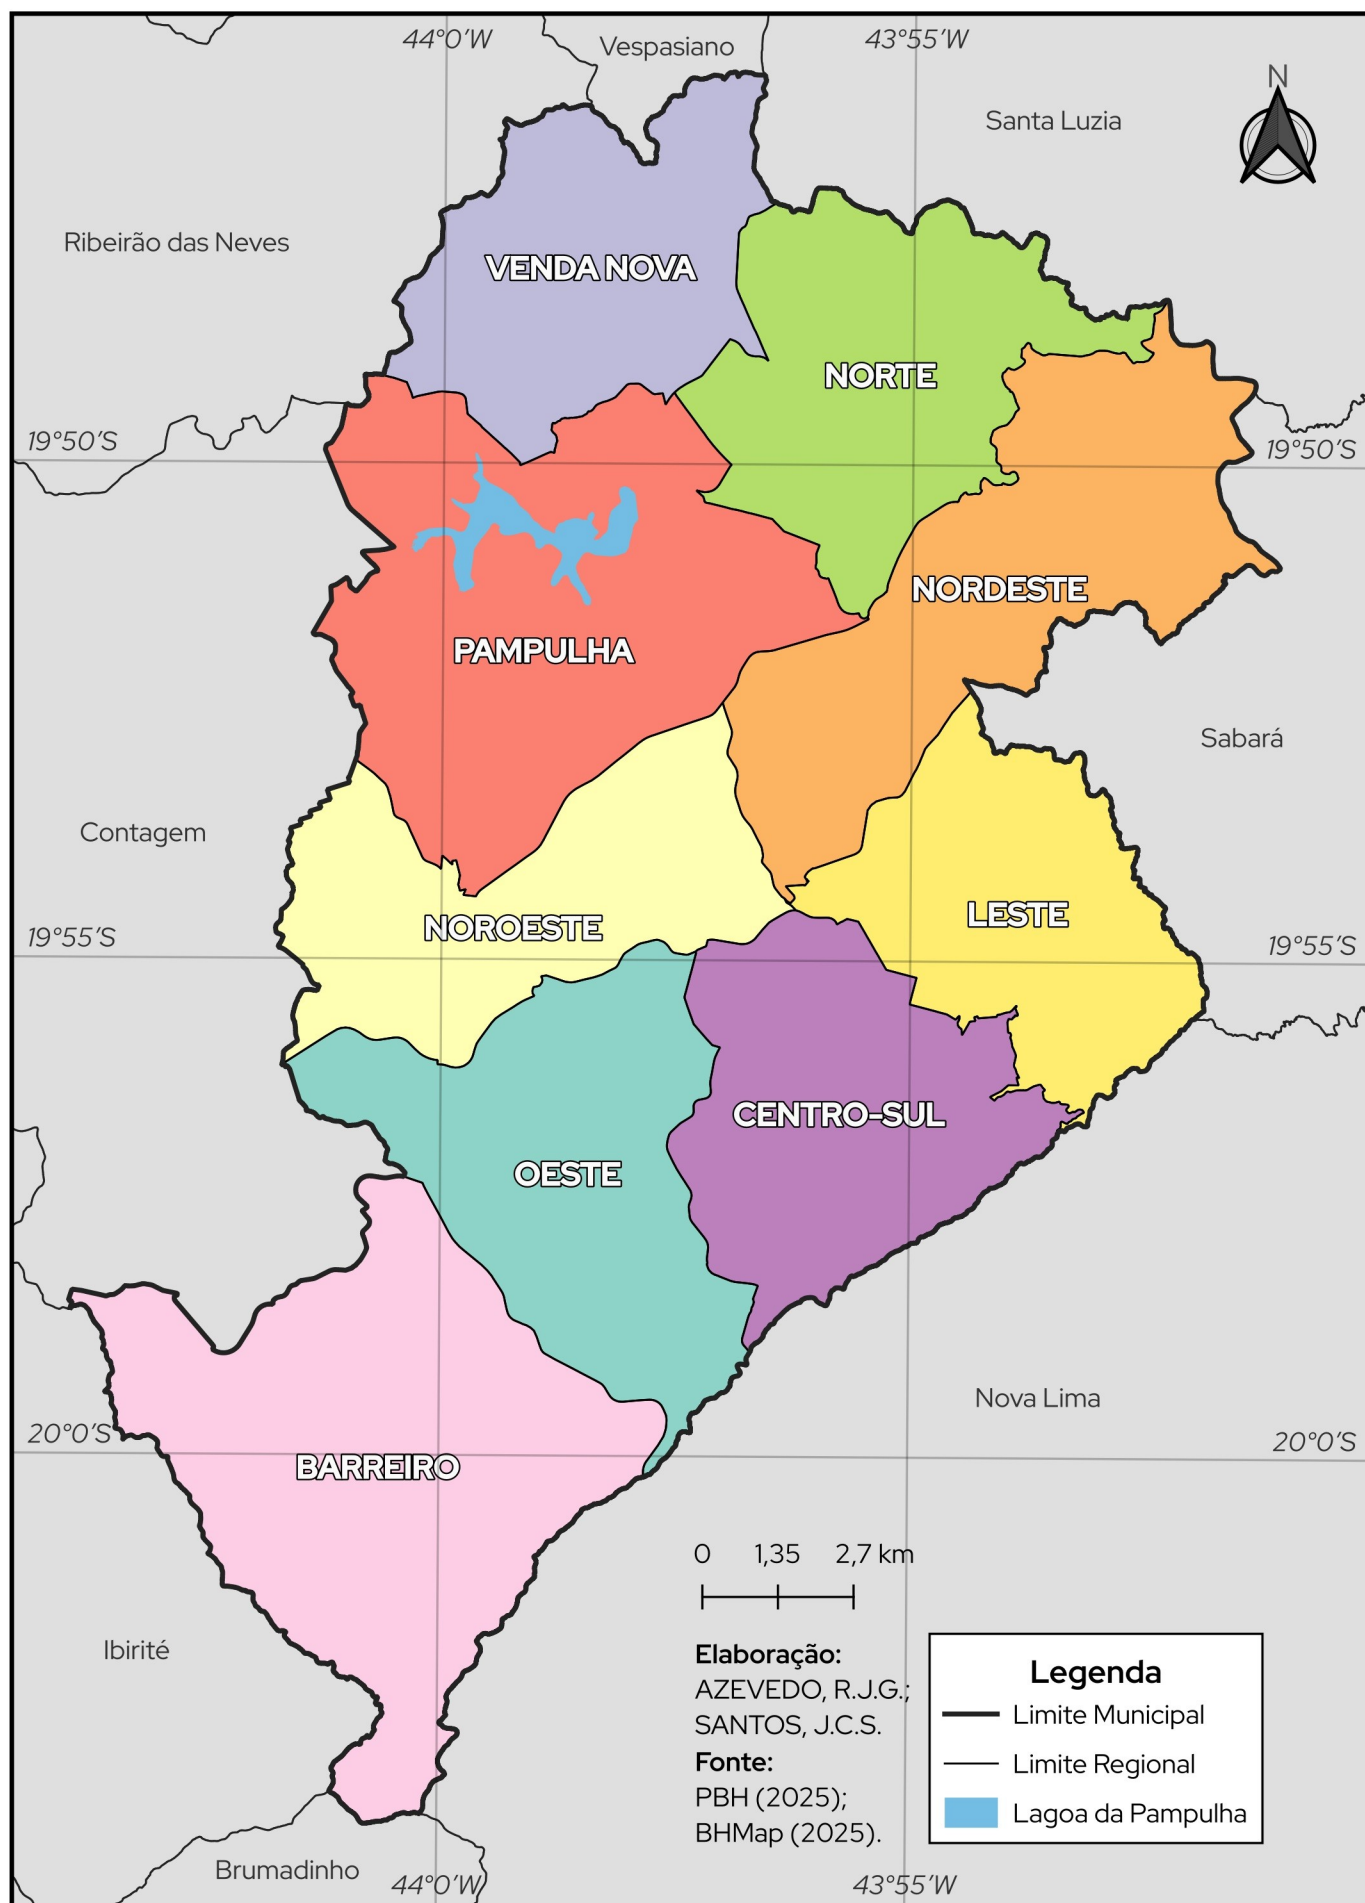 44°0'W
Vespasiano
43°55'W
N
Santa Luzia
Ribeirão das Neves
VENDA NOVA
NORTE
19°50'S
19°50'S
NORDESTE
PAMPULHA
Sabará
Contagem
LESTE
NOROESTE
19°55'S
19°55'S
CENTRO-SUL
OESTE
Nova Lima
20°0'S
20°0'S
BARREIRO
0 1,35 2,7 km
Ibirité
Elaboração:
AZEVEDO, R.J.G.;
SANTOS, J.C.S.
Fonte:
PBH (2025);
BHMap (2025).
Legenda
Limite Municipal
Limite Regional
Lagoa da Pampulha
Brumadinho
44°0'W
43°55'W